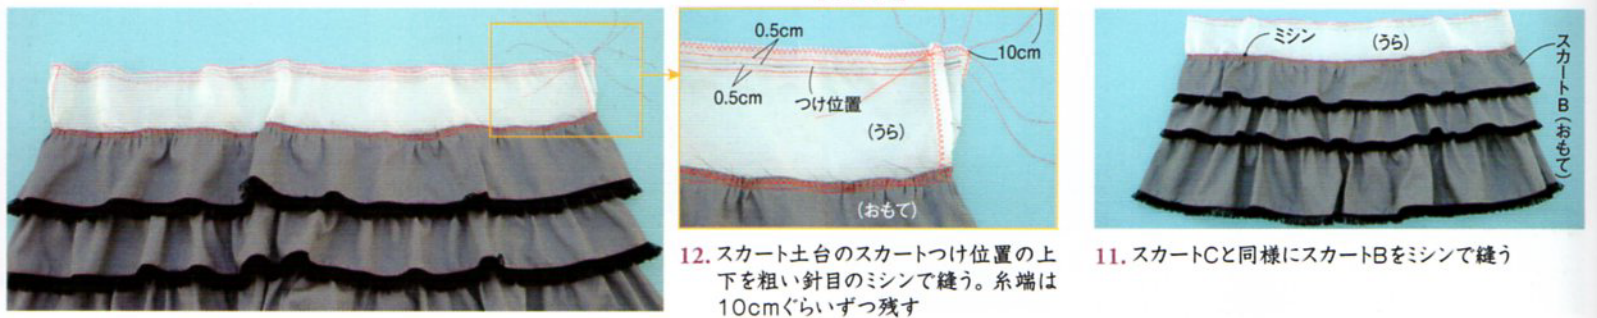 0.5cm
0.5cm
10cm
つけ位置
(うら)
(おもて)
12. スカート土台のスカートつけ位置の上
下を粗い針目のミシンで縫う。糸端は
10cmぐらいずつ残す
ミシン
(うら)
スカートB(おもて)
11. スカートCと同様にスカートBをミシンで縫う